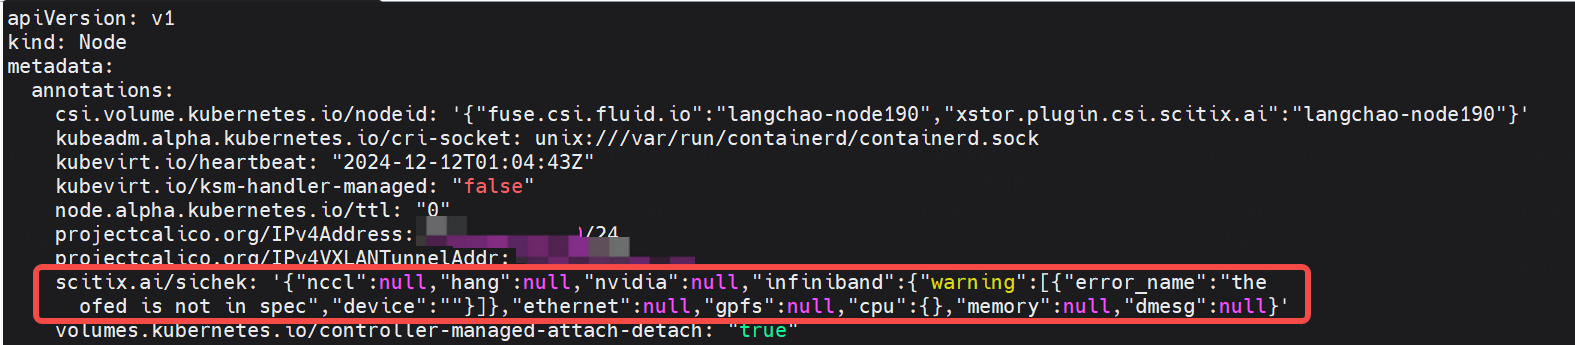 apiVersion: v1
kind: Node
metadata:
  annotations:
    csi.volume.kubernetes.io/nodeid: '{"fuse.csi.fluid.io":"langchao-node190","xstor.plugin.csi.scitix.ai":"langchao-node190"}'
    kubeadm.alpha.kubernetes.io/cri-socket: unix:///var/run/containerd/containerd.sock
    kubevirt.io/heartbeat: "2024-12-12T01:04:43Z"
    kubevirt.io/ksm-handler-managed: "false"
    node.alpha.kubernetes.io/ttl: "0"
    projectcalico.org/IPv4Address: /24
    projectcalico.org/IPv4VXLANTunnelAddr:
    scitix.ai/sichek: '{"nccl":null,"hang":null,"nvidia":null,"infiniband":{"warning":[{"error_name":"the
      ofed is not in spec","device":""}]},"ethernet":null,"gpfs":null,"cpu":{},"memory":null,"dmesg":null}'
    volumes.kubernetes.io/controller-managed-attach-detach: "true"